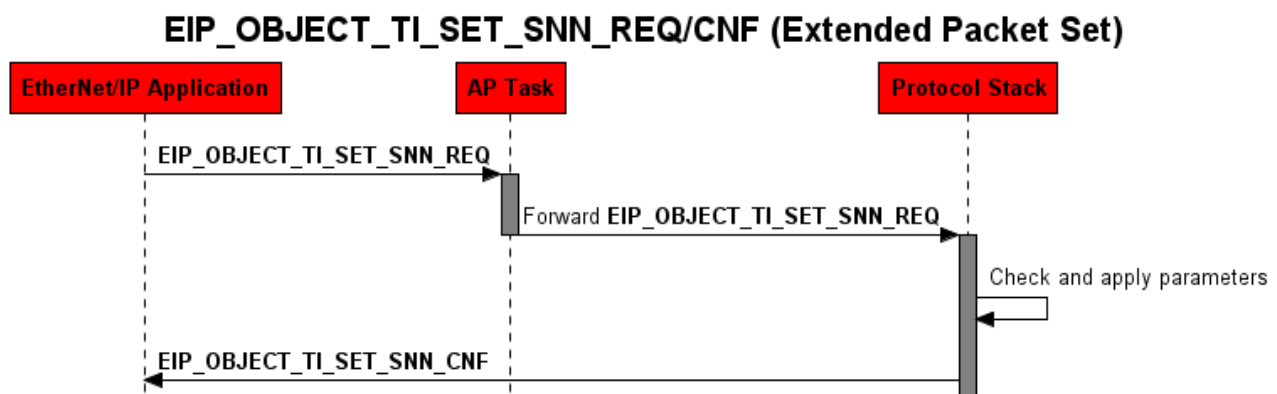 EIP_OBJECT_TI_SET_SNN_REQ/CNF (Extended Packet Set)
EtherNet/IP Application
AP Task
Protocol Stack
EIP_OBJECT_TI_SET_SNN_REQ
Forward EIP_OBJECT_TI_SET_SNN_REQ
Check and apply parameters
EIP_OBJECT_TI_SET_SNN_CNF